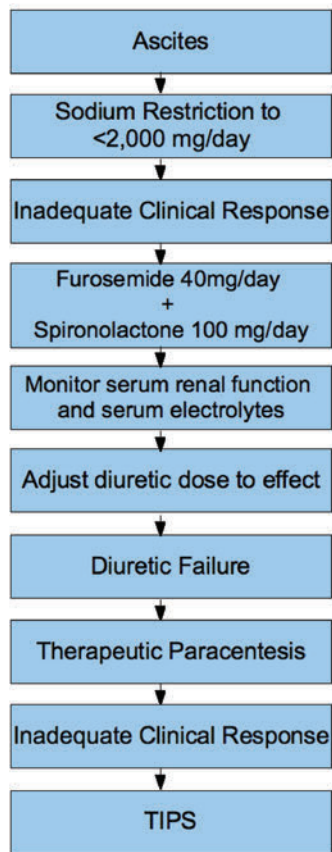 Ascites
Sodium Restriction to
<2,000 mg/day
Inadequate Clinical Response
Furosemide 40mg/day
+
Spironolactone 100 mg/day
Monitor serum renal function
and serum electrolytes
Adjust diuretic dose to effect
Diuretic Failure
Therapeutic Paracentesis
Inadequate Clinical Response
TIPS